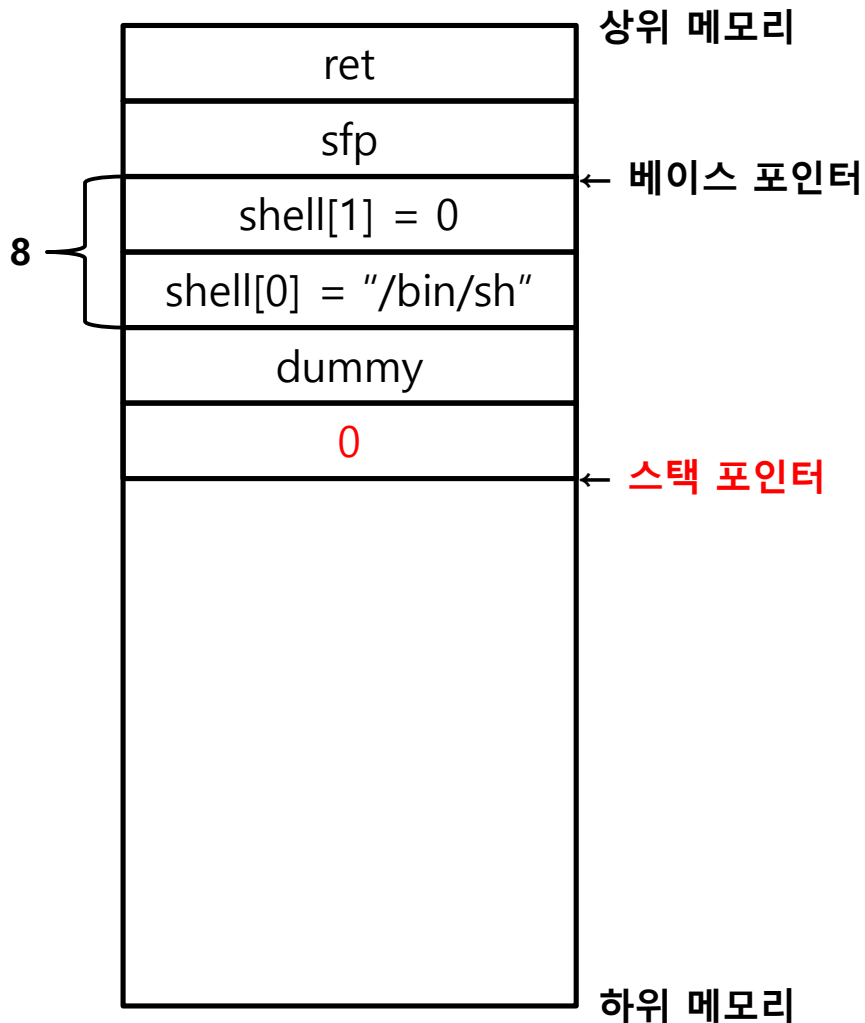 상위 메모리
ret
sfp
← 베이스 포인터
shell[1] = 0
8
shell[0] = "/bin/sh"
dummy
0
← 스택 포인터
하위 메모리